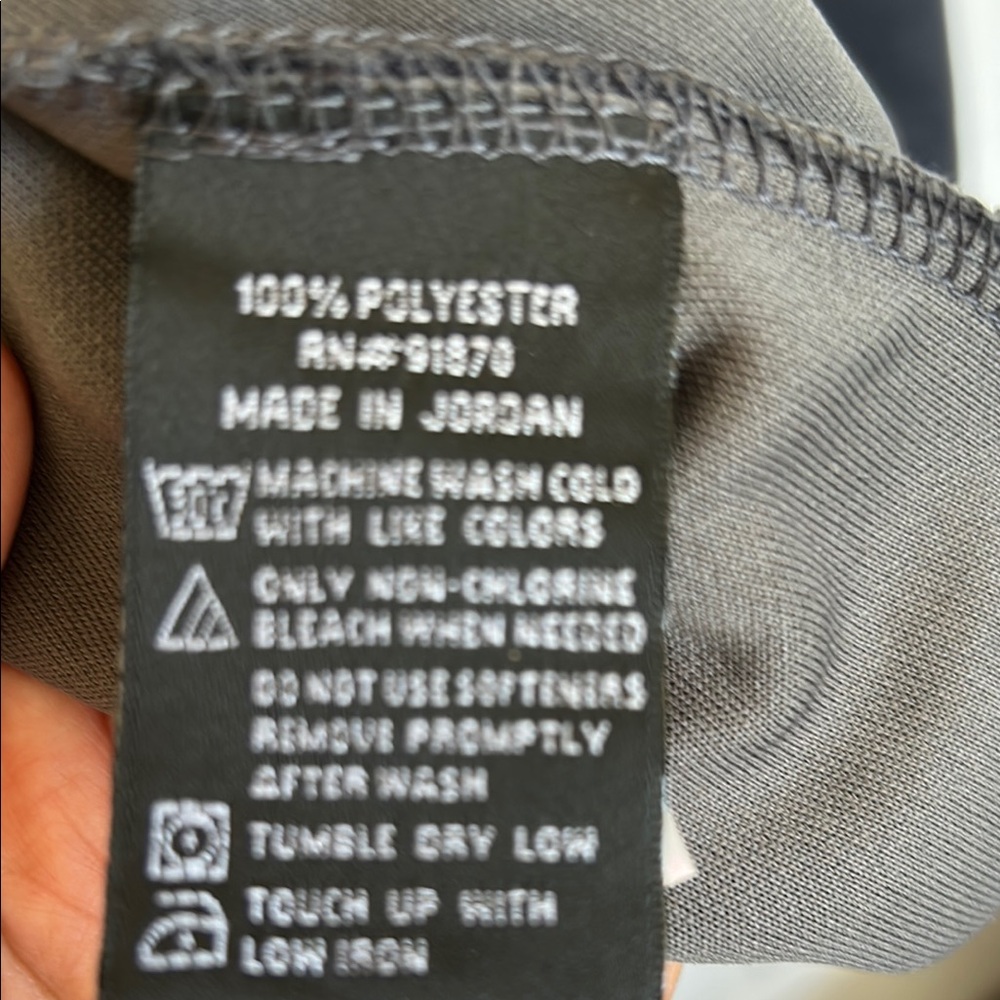 100% POLYESTER
RN# 91870
MADE IN JORDAN
30C MACHINE WASH COLD
WITH LIKE COLORS
ONLY NON-CHLORINE
BLEACH WHEN NEEDED
DO NOT USE SOFTENERS
REMOVE PROMPTLY
AFTER WASH
TUMBLE DRY LOW
TOUCH UP WITH
LOW IRON